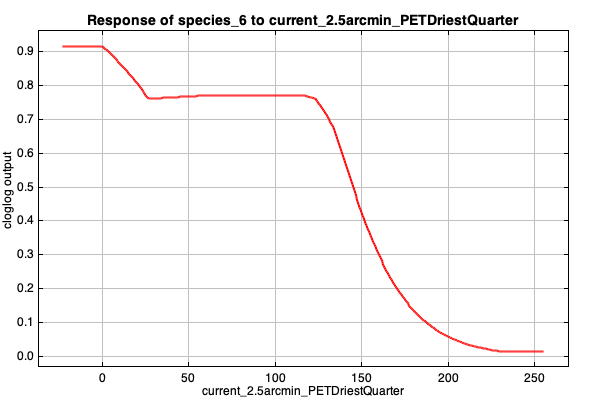 Response of species_6 to current_2.5arcmin_PETDriestQuarter
cloglog output
0.9
0.8
0.7
0.6
0.5
0.4
0.3
0.2
0.1
0.0
0 50 100 150 200 250
current_2.5arcmin_PETDriestQuarter